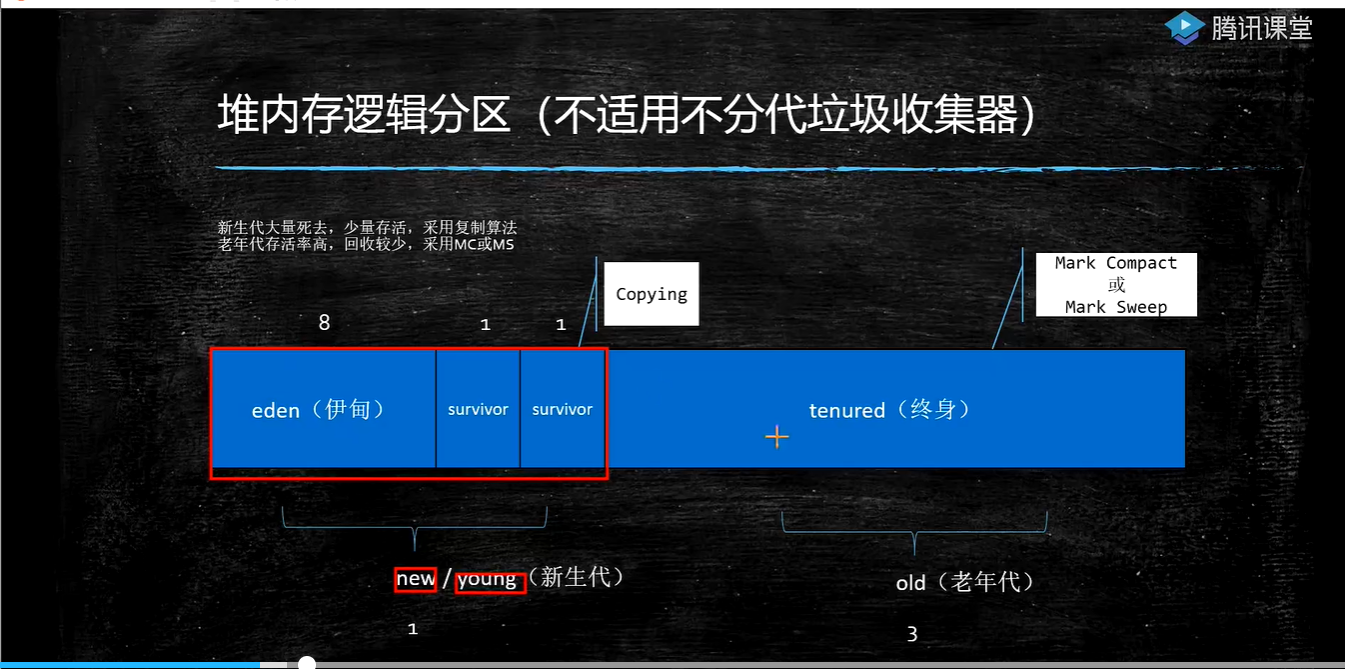 腾讯课堂
堆内存逻辑分区（不适用不分代垃圾收集器）
新生代大量死去，少量存活，采用复制算法
老年代存活率高，回收较少，采用MC或MS
Copying
Mark Compact
或
Mark Sweep
8
1
1
eden（伊甸）
survivor
survivor
tenured（终身）
new/young（新生代）
old（老年代）
1
3